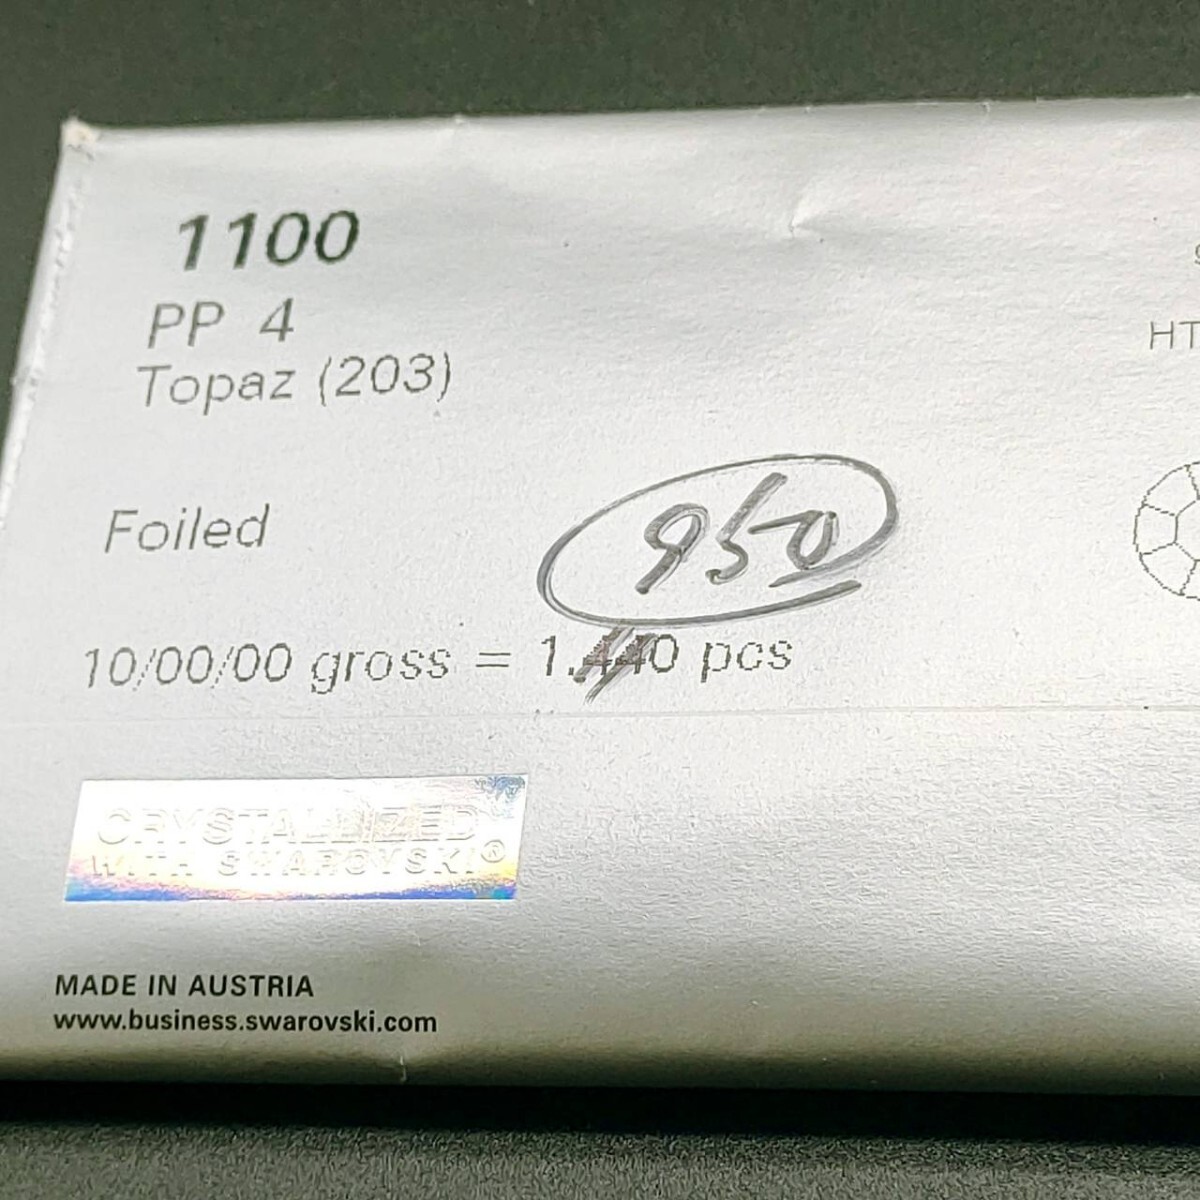 1100
PP 4
Topaz (203)
HT
Foiled
950
10/00/00 gross = 1.440 pcs
CRYSTALLIZED™
WITH SWAROVSKI®
MADE IN AUSTRIA
www.business.swarovski.com